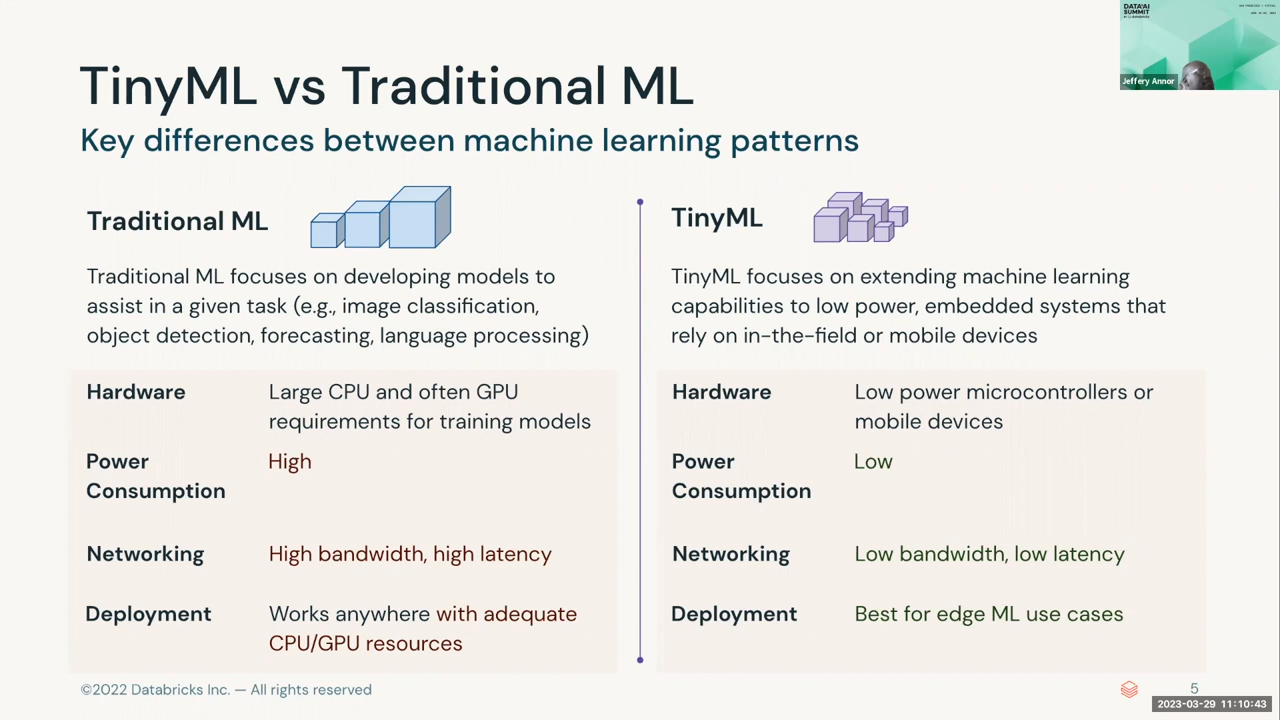 DATA+AI
SUMMIT
Jeffery Annor
TinyML vs Traditional ML
Key differences between machine learning patterns
Traditional ML
Traditional ML focuses on developing models to
assist in a given task (e.g., image classification,
object detection, forecasting, language processing)
Hardware
Large CPU and often GPU
requirements for training models
Power
Consumption
High
Networking
High bandwidth, high latency
Deployment
Works anywhere with adequate
CPU/GPU resources
TinyML
TinyML focuses on extending machine learning
capabilities to low power, embedded systems that
rely on in-the-field or mobile devices
Hardware
Low power microcontrollers or
mobile devices
Power
Consumption
Low
Networking
Low bandwidth, low latency
Deployment
Best for edge ML use cases
©2022 Databricks Inc. — All rights reserved
5
2023-03-29 11:10:43